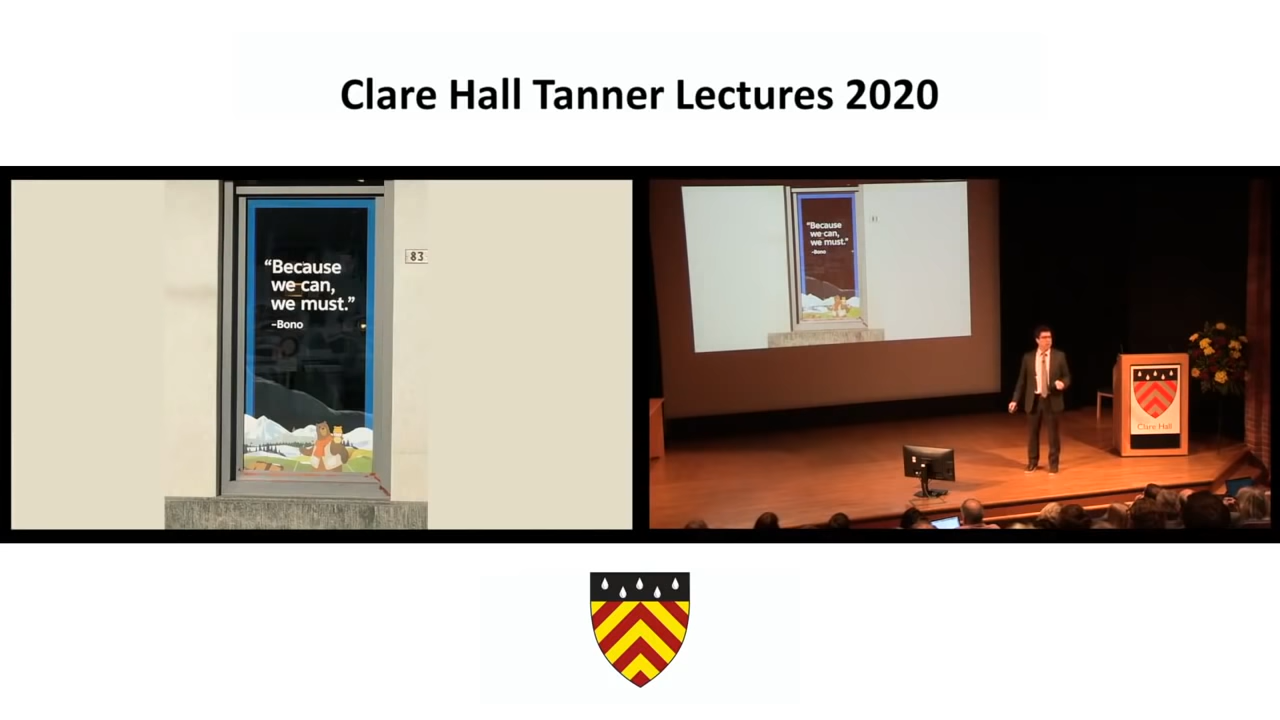 Clare Hall Tanner Lectures 2020
“Because
we can,
we must.”
–Bono
83
“Because
we can,
we must.”
–Bono
83
Clare Hall